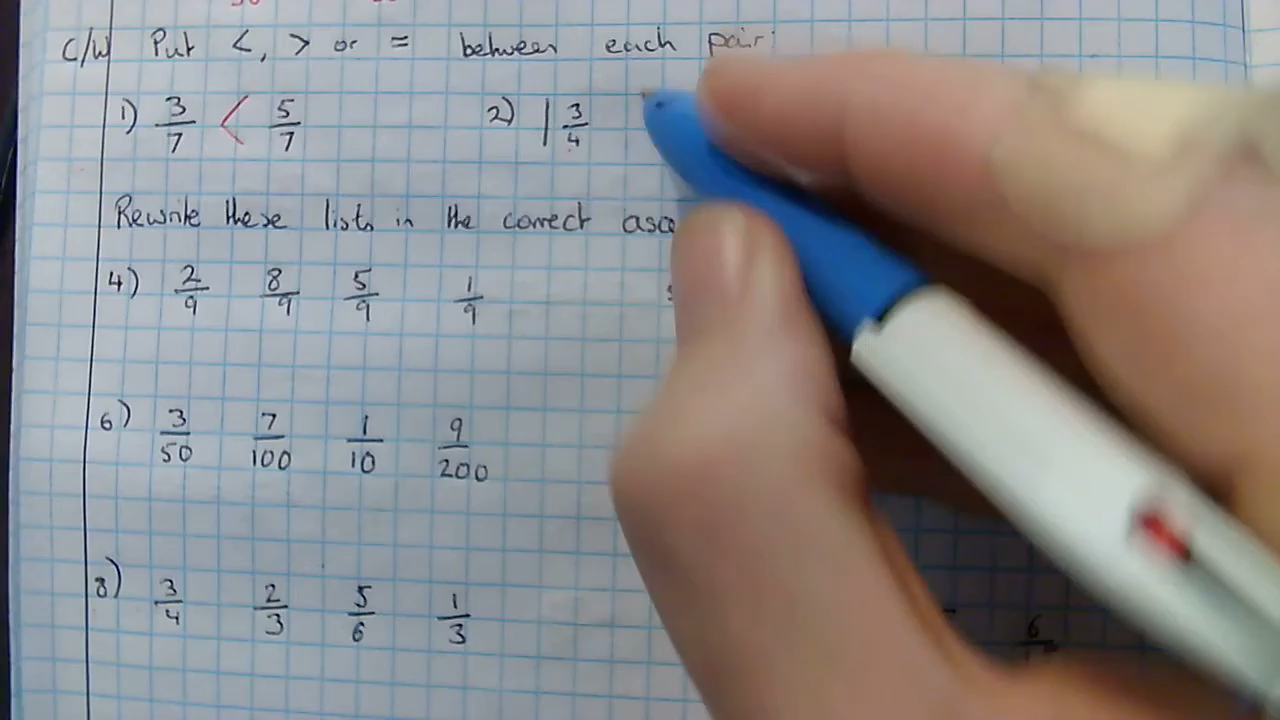 C/W Put <, > or = between each pair:
1) 3/7 < 5/7 2) 1 3/4
Rewrite these lists in the correct
4) 2/9 8/9 5/9 1/9
6) 3/50 7/100 1/10 9/200
8) 3/4 2/3 5/6 1/3
6